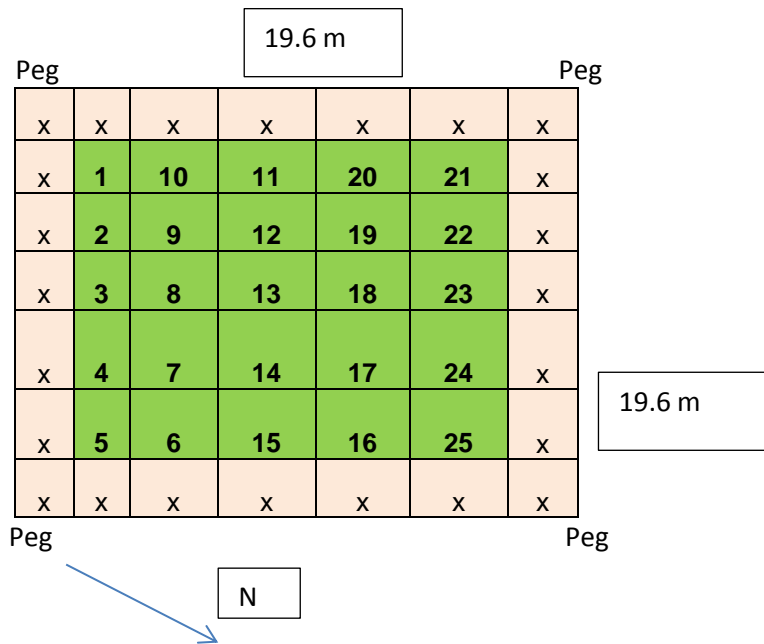 19.6 m
Peg Peg
x x x x x x x
x 1 10 11 20 21 x
x 2 9 12 19 22 x
x 3 8 13 18 23 x
x 4 7 14 17 24 x
19.6 m
x 5 6 15 16 25 x
x x x x x x x
Peg Peg
N